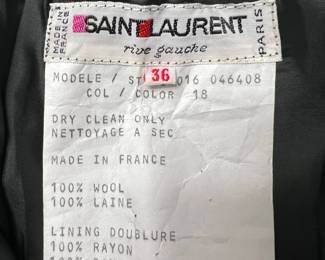 MADE IN FRANCE
SAINT LAURENT
rive gauche
PARIS
36
MODELE / ST 016 046408
COL / COLOR 18
DRY CLEAN ONLY
NETTOYAGE A SEC
MADE IN FRANCE
100% WOOL
100% LAINE
LINING DOUBLURE
100% RAYON